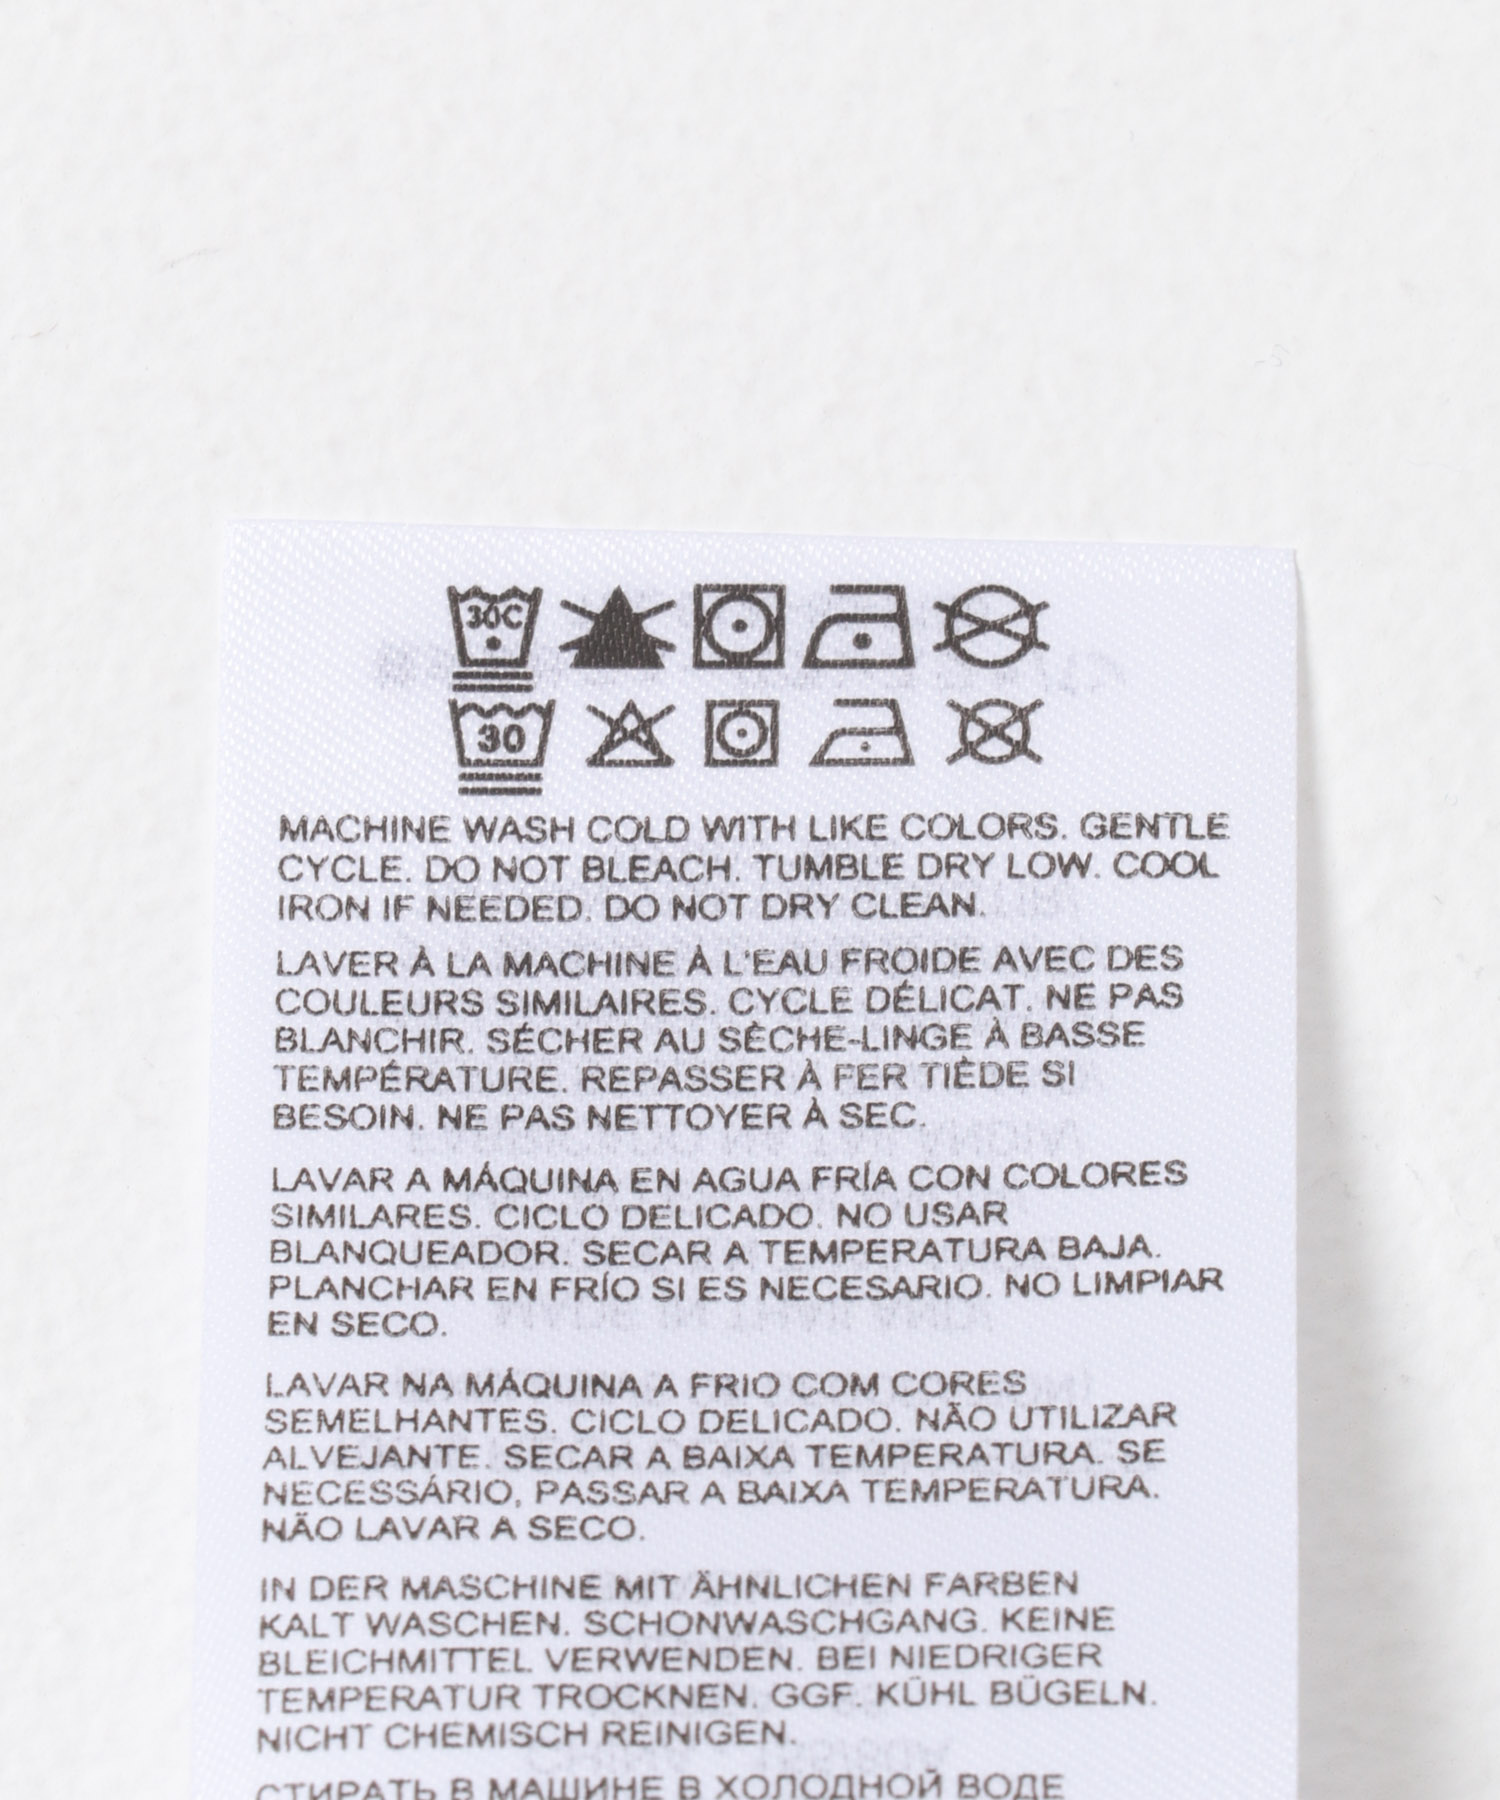 30C
30
MACHINE WASH COLD WITH LIKE COLORS. GENTLE
CYCLE. DO NOT BLEACH. TUMBLE DRY LOW. COOL
IRON IF NEEDED. DO NOT DRY CLEAN.
LAVER À LA MACHINE À L'EAU FROIDE AVEC DES
COULEURS SIMILAIRES. CYCLE DÉLICAT. NE PAS
BLANCHIR. SÉCHER AU SÈCHE-LINGE À BASSE
TEMPÉRATURE. REPASSER À FER TIÈDE SI
BESOIN. NE PAS NETTOYER À SEC.
LAVAR A MÁQUINA EN AGUA FRÍA CON COLORES
SIMILARES. CICLO DELICADO. NO USAR
BLANQUEADOR. SECAR A TEMPERATURA BAJA.
PLANCHAR EN FRÍO SI ES NECESARIO. NO LIMPIAR
EN SECO.
LAVAR NA MÁQUINA A FRIO COM CORES
SEMELHANTES. CICLO DELICADO. NÃO UTILIZAR
ALVEJANTE. SECAR A BAIXA TEMPERATURA. SE
NECESSÁRIO, PASSAR A BAIXA TEMPERATURA.
NÃO LAVAR A SECO.
IN DER MASCHINE MIT ÄHNLICHEN FARBEN
KALT WASCHEN. SCHONWASCHGANG. KEINE
BLEICHMITTEL VERWENDEN. BEI NIEDRIGER
TEMPERATUR TROCKNEN. GGF. KÜHL BÜGELN.
NICHT CHEMISCH REINIGEN.
СТИРАТЬ В МАШИНЕ В ХОЛОДНОЙ ВОДЕ